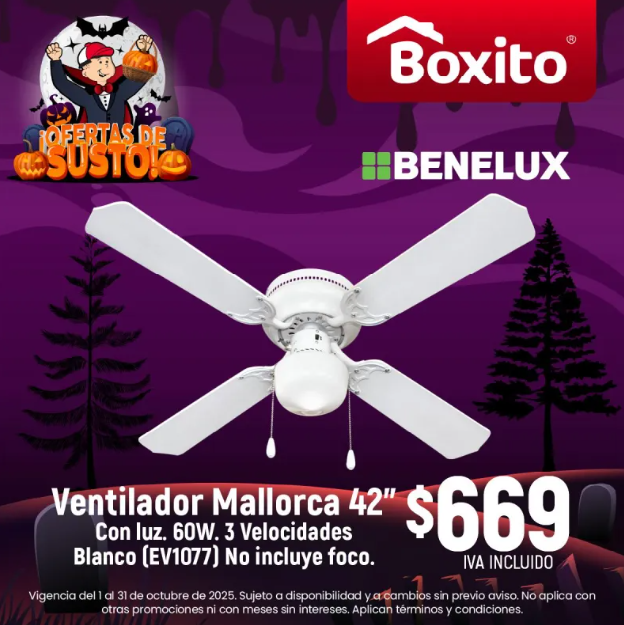 ¡OFERTAS DE
SUSTO!
Boxito®
BENELUX
Ventilador Mallorca 42"
Con luz. 60W. 3 Velocidades
Blanco (EV1077) No incluye foco.
$669
IVA INCLUIDO
Vigencia del 1 al 31 de octubre de 2025. Sujeto a disponibilidad y a cambios sin previo aviso. No aplica con
otras promociones ni con meses sin intereses. Aplican términos y condiciones.